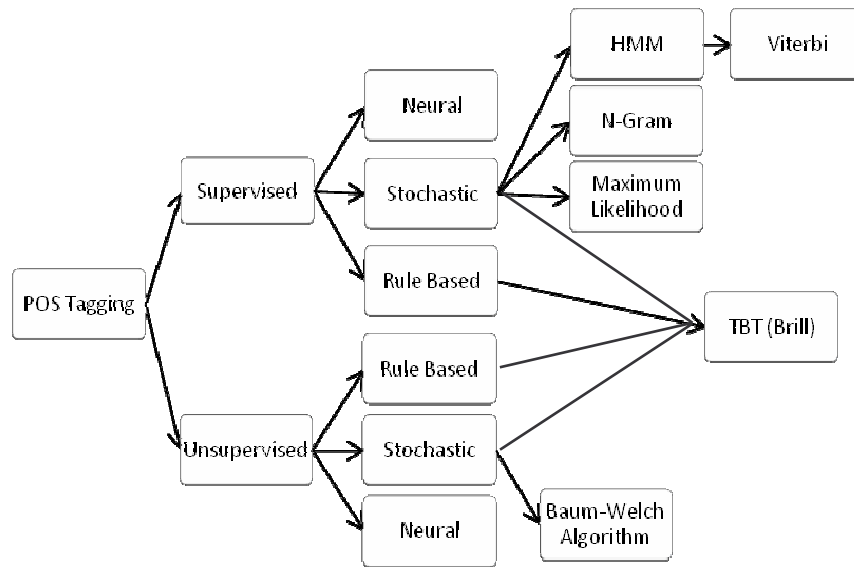 HMM
Viterbi
Neural
N-Gram
Supervised
Stochastic
Maximum
Likelihood
Rule Based
POS Tagging
TBT (Brill)
Rule Based
Unsupervised
Stochastic
Neural
Baum-Welch
Algorithm